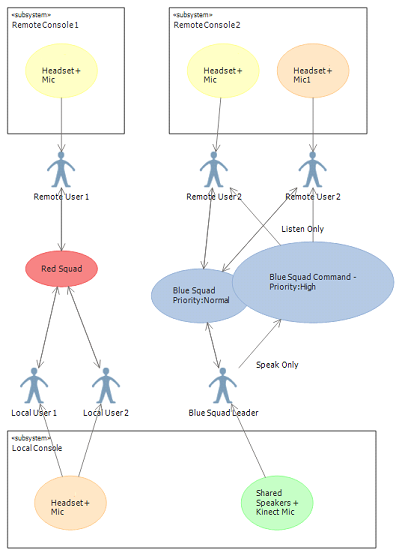 «subsystem»
RemoteConsole1
Headset+
Mic
«subsystem»
RemoteConsole2
Headset+
Mic
Headset+
Mic1
Remote User 1
Remote User 2
Remote User 2
Listen Only
Red Squad
Blue Squad
Priority:Normal
Blue Squad Command -
Priority:High
Speak Only
Local User 1
Local User 2
Blue Squad Leader
«subsystem»
Local Console
Headset+
Mic
Shared
Speakers +
Kinect Mic